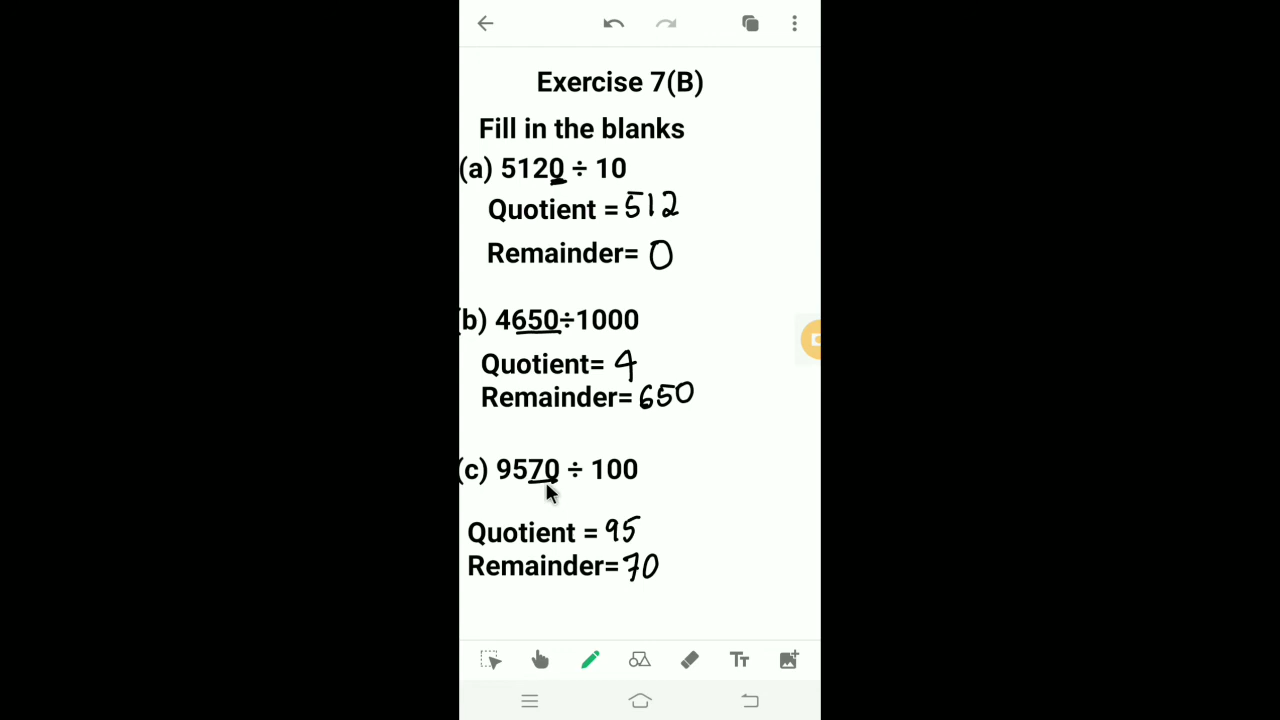 Exercise 7(B)
Fill in the blanks
(a) 5120 ÷ 10
Quotient = 512
Remainder= 0
(b) 4650÷1000
Quotient= 4
Remainder= 650
(c) 9570 ÷ 100
Quotient = 95
Remainder= 70
TT